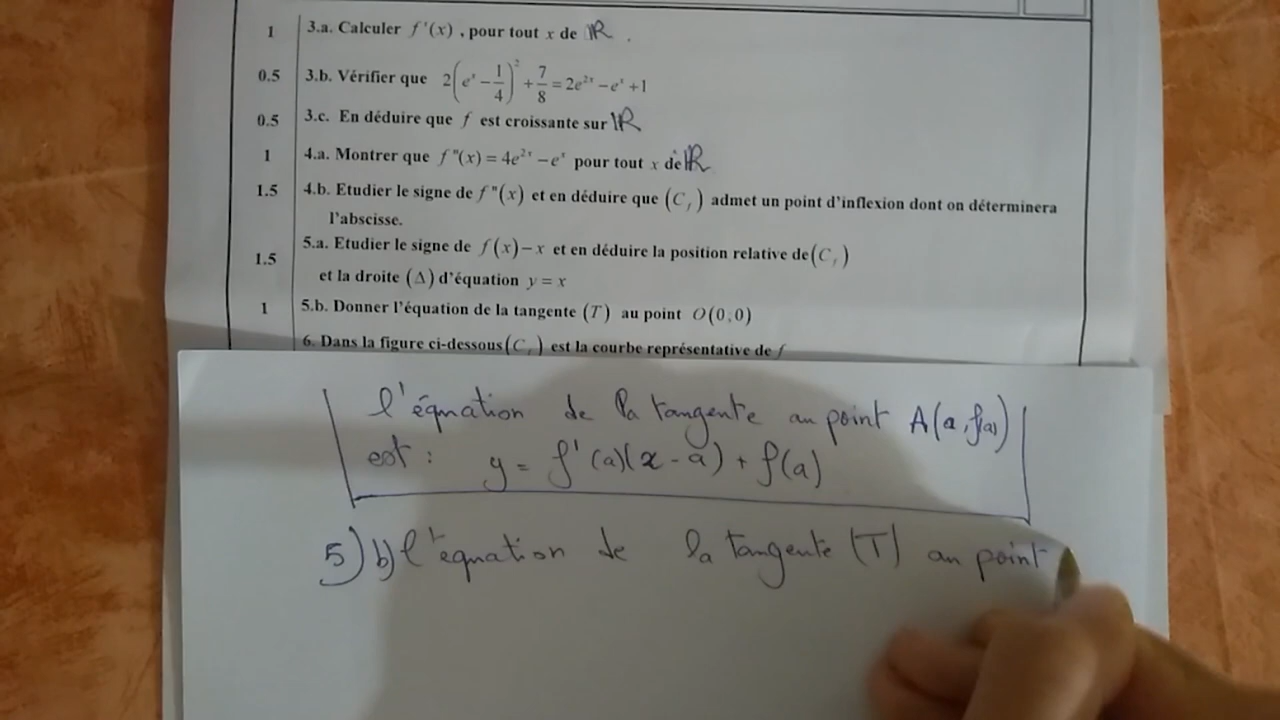 1 3.a. Calculer f'(x), pour tout x de ℝ.
0.5 3.b. Vérifier que 2(eˣ - 1/4)² + 7/8 = 2e²ˣ - eˣ + 1
0.5 3.c. En déduire que f est croissante sur ℝ
1 4.a. Montrer que f"(x) = 4e²ˣ - eˣ pour tout x de ℝ
1.5 4.b. Etudier le signe de f"(x) et en déduire que (C_f) admet un point d'inflexion dont on déterminera
l'abscisse.
1.5 5.a. Etudier le signe de f(x) - x et en déduire la position relative de (C_f)
et la droite (Δ) d'équation y = x
1 5.b. Donner l'équation de la tangente (T) au point O(0;0)
6. Dans la figure ci-dessous (C_f) est la courbe représentative de f
l'équation de la tangente au point A(a, f(a))
est : y = f'(a)(x - a) + f(a)
5) b) l'équation de la tangente (T) au point